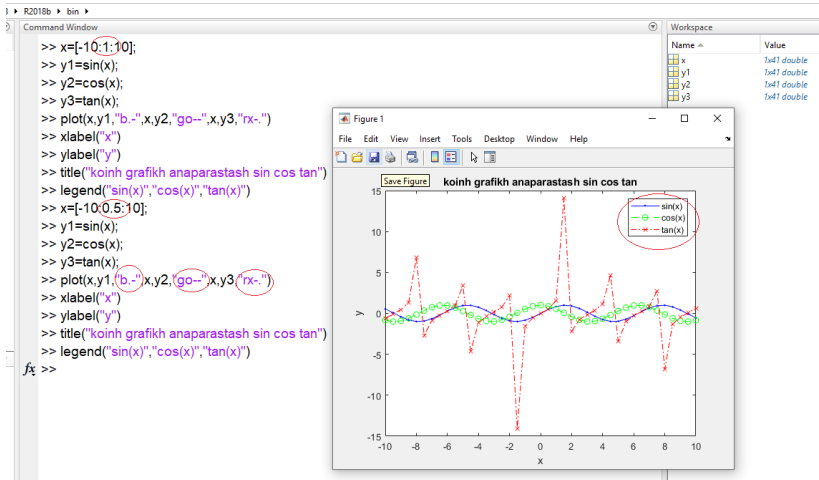 R2018b ▸ bin ▸
Command Window
>> x=[-10:1:10];
>> y1=sin(x);
>> y2=cos(x);
>> y3=tan(x);
>> plot(x,y1,"b.-",x,y2,"go--",x,y3,"rx-.")
>> xlabel("x")
>> ylabel("y")
>> title("koinh grafikh anaparastash sin cos tan")
>> legend("sin(x)","cos(x)","tan(x)")
>> x=[-10:0.5:10];
>> y1=sin(x);
>> y2=cos(x);
>> y3=tan(x);
>> plot(x,y1,"b.-",x,y2,"go--",x,y3,"rx-.")
>> xlabel("x")
>> ylabel("y")
>> title("koinh grafikh anaparastash sin cos tan")
>> legend("sin(x)","cos(x)","tan(x)")
fx >>
Workspace
Name Value
x 1x41 double
y1 1x41 double
y2 1x41 double
y3 1x41 double
Figure 1
File Edit View Insert Tools Desktop Window Help
Save Figure
koinh grafikh anaparastash sin cos tan
sin(x)
cos(x)
tan(x)
15
10
5
0
-5
-10
-15
y
-10 -8 -6 -4 -2 0 2 4 6 8 10
x